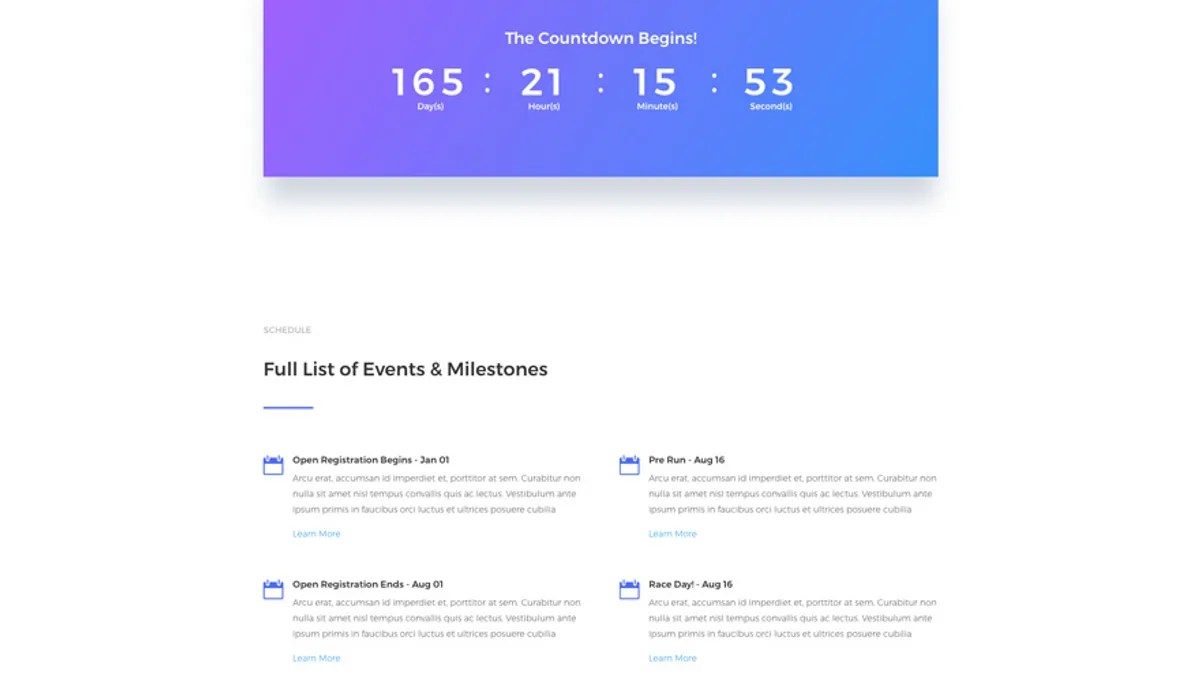 The Countdown Begins!
165 : 21 : 15 : 53
Day(s) Hour(s) Minute(s) Second(s)
SCHEDULE
Full List of Events & Milestones
Open Registration Begins - Jan 01
Arcu erat, accumsan id imperdiet et, porttitor at sem. Curabitur non
nulla sit amet nisl tempus convallis quis ac lectus. Vestibulum ante
ipsum primis in faucibus orci luctus et ultrices posuere cubilia
Learn More
Pre Run - Aug 16
Arcu erat, accumsan id imperdiet et, porttitor at sem. Curabitur non
nulla sit amet nisl tempus convallis quis ac lectus. Vestibulum ante
ipsum primis in faucibus orci luctus et ultrices posuere cubilia
Learn More
Open Registration Ends - Aug 01
Arcu erat, accumsan id imperdiet et, porttitor at sem. Curabitur non
nulla sit amet nisl tempus convallis quis ac lectus. Vestibulum ante
ipsum primis in faucibus orci luctus et ultrices posuere cubilia
Learn More
Race Day! - Aug 16
Arcu erat, accumsan id imperdiet et, porttitor at sem. Curabitur non
nulla sit amet nisl tempus convallis quis ac lectus. Vestibulum ante
ipsum primis in faucibus orci luctus et ultrices posuere cubilia
Learn More